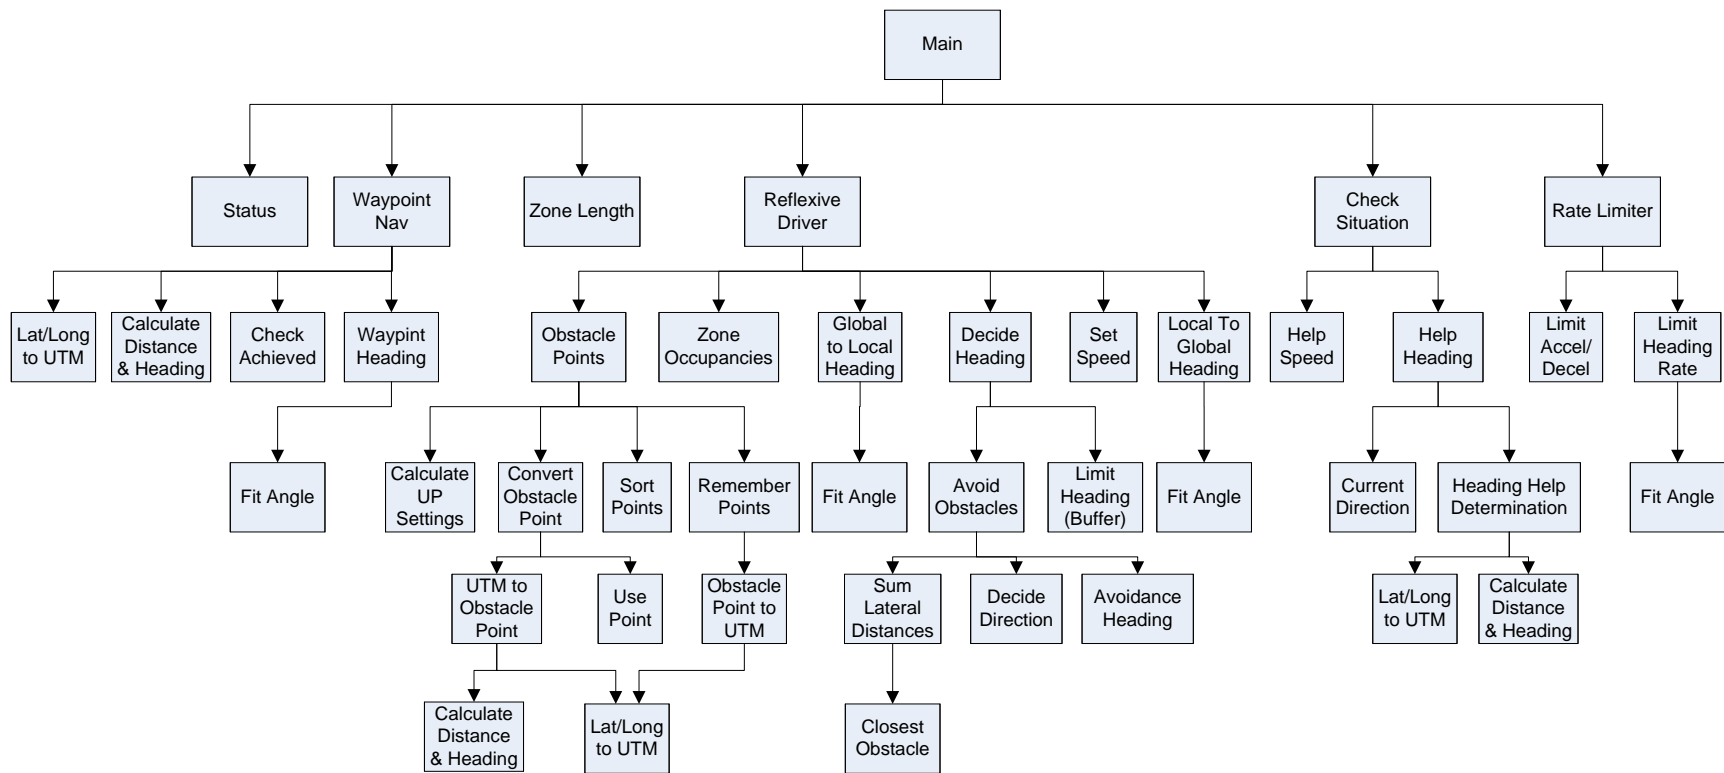 Main
Status
Waypoint
Nav
Zone Length
Reflexive
Driver
Check
Situation
Rate Limiter
Lat/Long
to UTM
Calculate
Distance
& Heading
Check
Achieved
Waypint
Heading
Obstacle
Points
Zone
Occupancies
Global
to Local
Heading
Decide
Heading
Set
Speed
Local To
Global
Heading
Help
Speed
Help
Heading
Limit
Accel/
Decel
Limit
Heading
Rate
Fit Angle
Calculate
UP
Settings
Convert
Obstacle
Point
Sort
Points
Remember
Points
Fit Angle
Avoid
Obstacles
Limit
Heading
(Buffer)
Fit Angle
Current
Direction
Heading Help
Determination
Fit Angle
UTM to
Obstacle
Point
Use
Point
Obstacle
Point to
UTM
Sum
Lateral
Distances
Decide
Direction
Avoidance
Heading
Lat/Long
to UTM
Calculate
Distance
& Heading
Calculate
Distance
& Heading
Lat/Long
to UTM
Closest
Obstacle